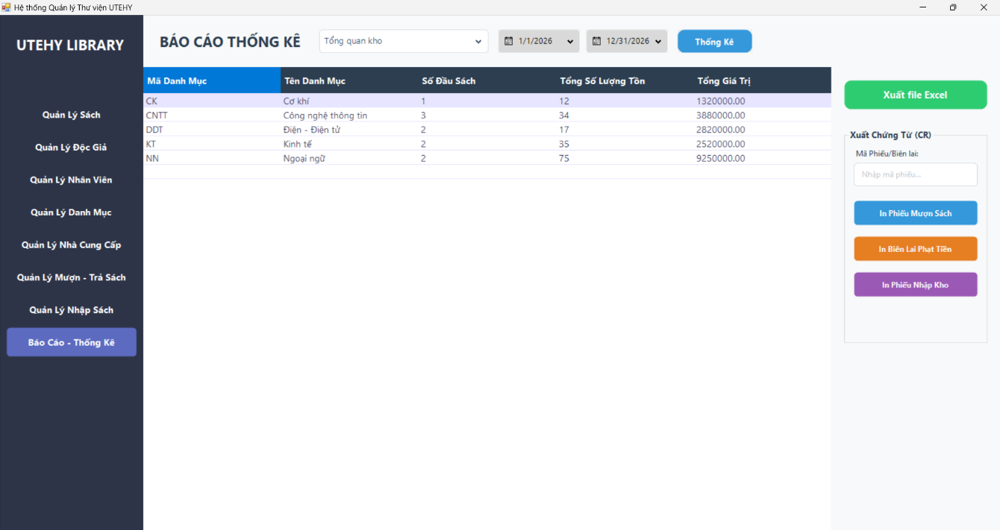 Hệ thống Quản lý Thư viện UTEHY
UTEHY LIBRARY
Quản Lý Sách
Quản Lý Độc Giả
Quản Lý Nhân Viên
Quản Lý Danh Mục
Quản Lý Nhà Cung Cấp
Quản Lý Mượn - Trả Sách
Quản Lý Nhập Sách
Báo Cáo - Thống Kê
BÁO CÁO THỐNG KÊ Tổng quan kho 1/1/2026 12/31/2026 Thống Kê
Mã Danh Mục Tên Danh Mục Số Đầu Sách Tổng Số Lượng Tồn Tổng Giá Trị
CK Cơ khí 1 12 1320000.00
CNTT Công nghệ thông tin 3 34 3880000.00
DDT Điện - Điện tử 2 17 2820000.00
KT Kinh tế 2 35 2520000.00
NN Ngoại ngữ 2 75 9250000.00
Xuất file Excel
Xuất Chứng Từ (CR)
Mã Phiếu/Biên lai:
Nhập mã phiếu...
In Phiếu Mượn Sách
In Biên Lai Phạt Tiền
In Phiếu Nhập Kho